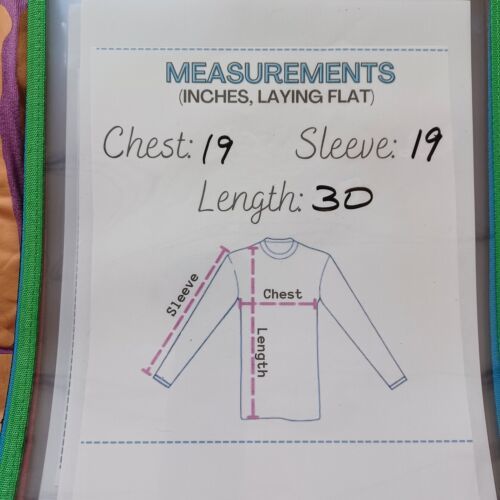 MEASUREMENTS
(INCHES, LAYING FLAT)
Chest: 19 Sleeve: 19
Length: 30
Sleeve
Chest
Length